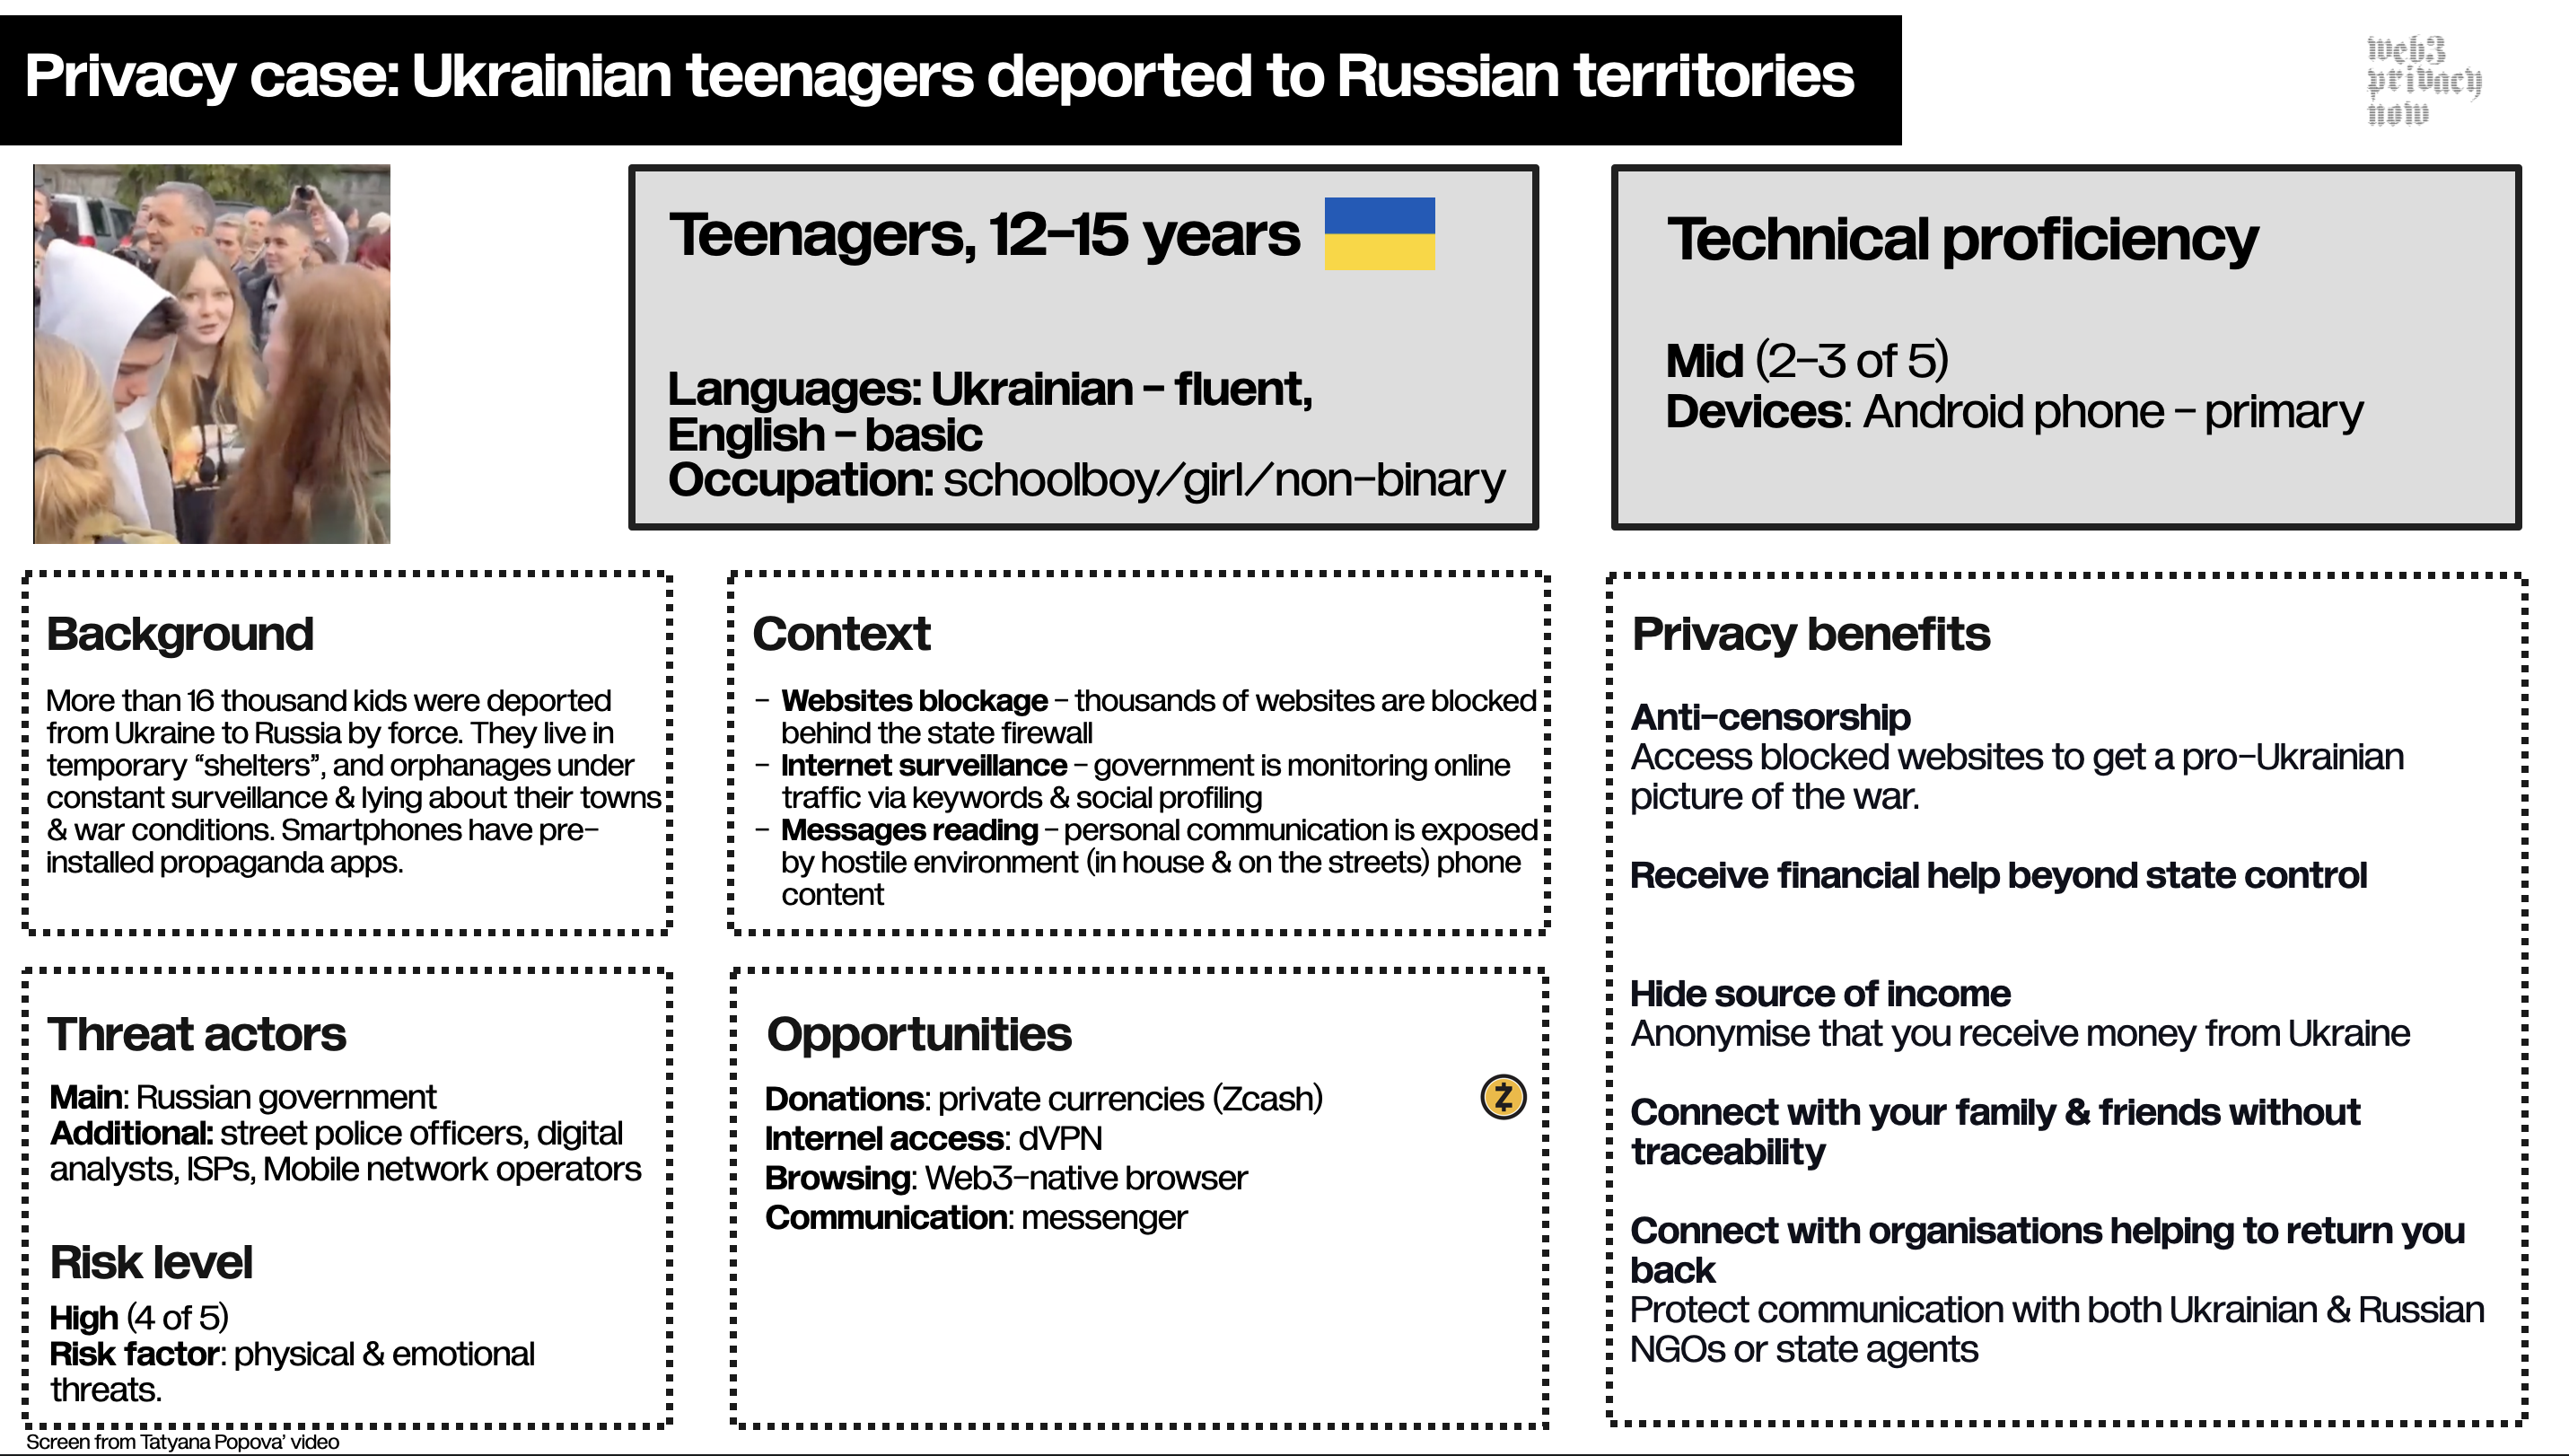 Privacy case: Ukrainian teenagers deported to Russian territories
web3
privacy
now
Teenagers, 12-15 years
Languages: Ukrainian - fluent,
English - basic
Occupation: schoolboy/girl/non-binary
Technical proficiency
Mid (2-3 of 5)
Devices: Android phone - primary
Background
More than 16 thousand kids were deported
from Ukraine to Russia by force. They live in
temporary “shelters”, and orphanages under
constant surveillance & lying about their towns
& war conditions. Smartphones have pre-
installed propaganda apps.
Context
- Websites blockage - thousands of websites are blocked
behind the state firewall
- Internet surveillance - government is monitoring online
traffic via keywords & social profiling
- Messages reading - personal communication is exposed
by hostile environment (in house & on the streets) phone
content
Privacy benefits
Anti-censorship
Access blocked websites to get a pro-Ukrainian
picture of the war.
Receive financial help beyond state control
Hide source of income
Anonymise that you receive money from Ukraine
Connect with your family & friends without
traceability
Connect with organisations helping to return you
back
Protect communication with both Ukrainian & Russian
NGOs or state agents
Threat actors
Main: Russian government
Additional: street police officers, digital
analysts, ISPs, Mobile network operators
Risk level
High (4 of 5)
Risk factor: physical & emotional
threats.
Opportunities
Donations: private currencies (Zcash)
Internel access: dVPN
Browsing: Web3-native browser
Communication: messenger
Screen from Tatyana Popova’ video